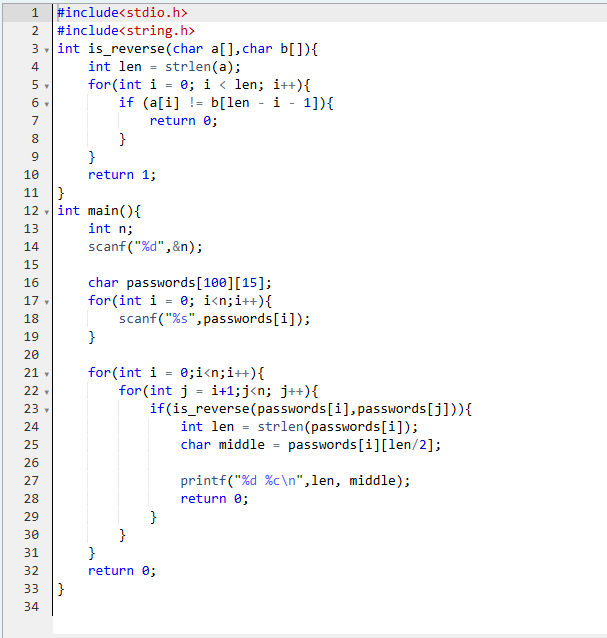 1 #include<stdio.h>
2 #include<string.h>
3 int is_reverse(char a[],char b[]){
4     int len = strlen(a);
5     for(int i = 0; i < len; i++){
6         if (a[i] != b[len - i - 1]){
7             return 0;
8         }
9     }
10     return 1;
11 }
12 int main(){
13     int n;
14     scanf("%d",&n);
15
16     char passwords[100][15];
17     for(int i = 0; i<n;i++){
18         scanf("%s",passwords[i]);
19     }
20
21     for(int i = 0;i<n;i++){
22         for(int j = i+1;j<n; j++){
23             if(is_reverse(passwords[i],passwords[j])){
24                 int len = strlen(passwords[i]);
25                 char middle = passwords[i][len/2];
26
27                 printf("%d %c\n",len, middle);
28                 return 0;
29             }
30         }
31     }
32     return 0;
33 }
34